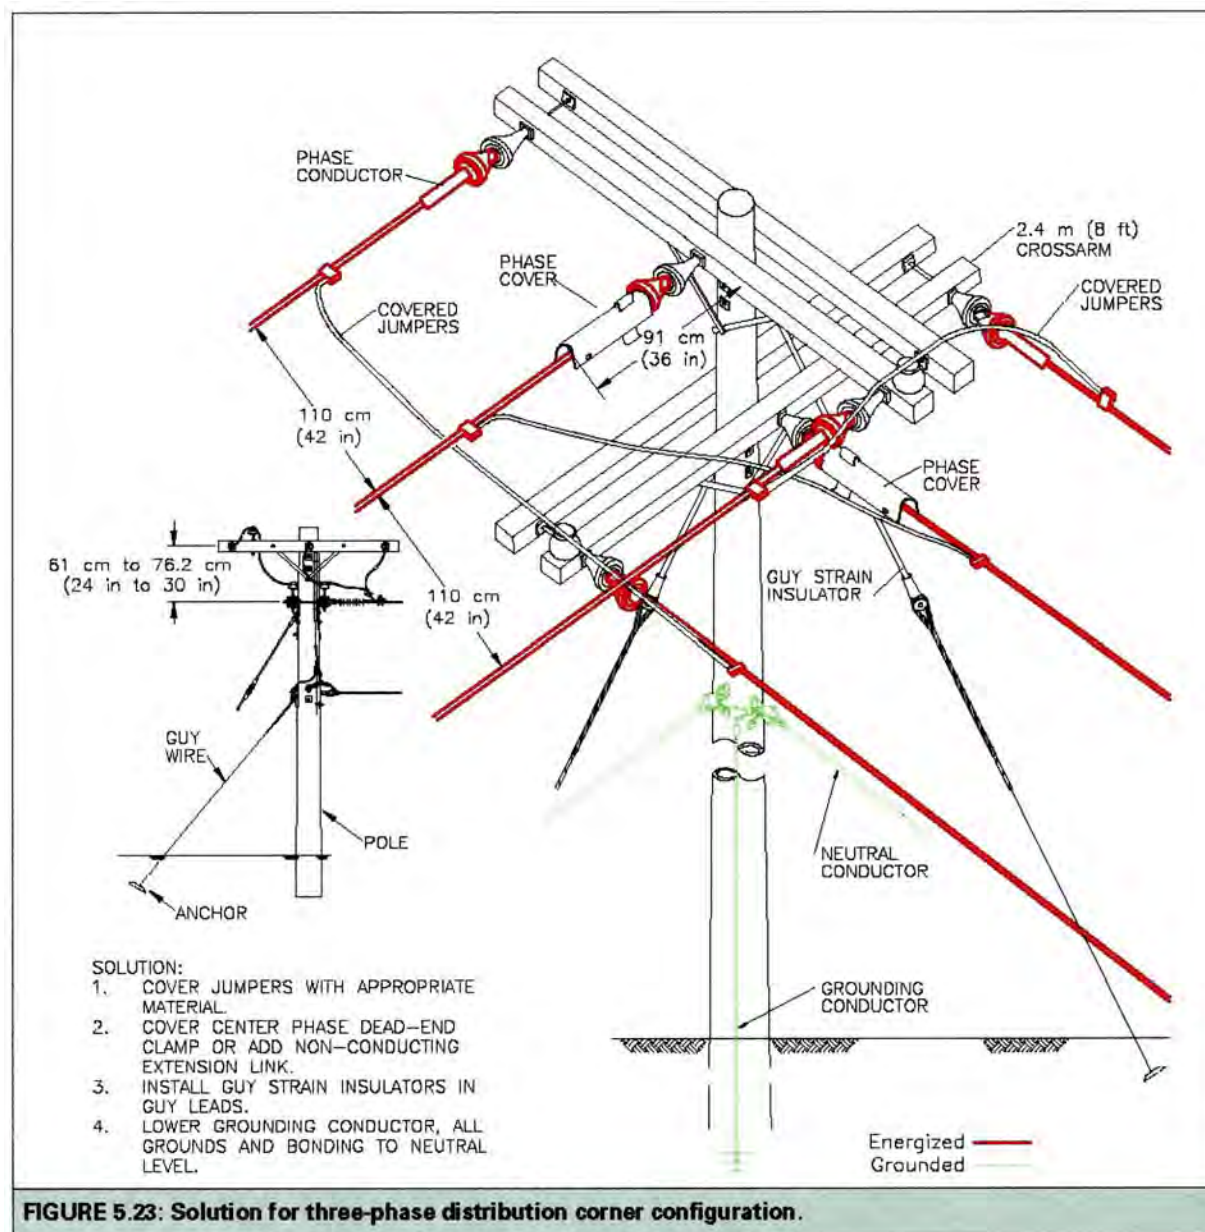 PHASE
CONDUCTOR
PHASE
COVER
2.4 m (8 ft)
CROSSARM
COVERED
JUMPERS
COVERED
JUMPERS
91 cm
(36 in)
110 cm
(42 in)
PHASE
COVER
61 cm to 76.2 cm
(24 in to 30 in)
GUY STRAIN
INSULATOR
110 cm
(42 in)
GUY
WIRE
POLE
NEUTRAL
CONDUCTOR
ANCHOR
GROUNDING
CONDUCTOR
SOLUTION:
1. COVER JUMPERS WITH APPROPRIATE
MATERIAL.
2. COVER CENTER PHASE DEAD-END
CLAMP OR ADD NON-CONDUCTING
EXTENSION LINK.
3. INSTALL GUY STRAIN INSULATORS IN
GUY LEADS.
4. LOWER GROUNDING CONDUCTOR, ALL
GROUNDS AND BONDING TO NEUTRAL
LEVEL.
Energized
Grounded
FIGURE 5.23: Solution for three-phase distribution corner configuration.